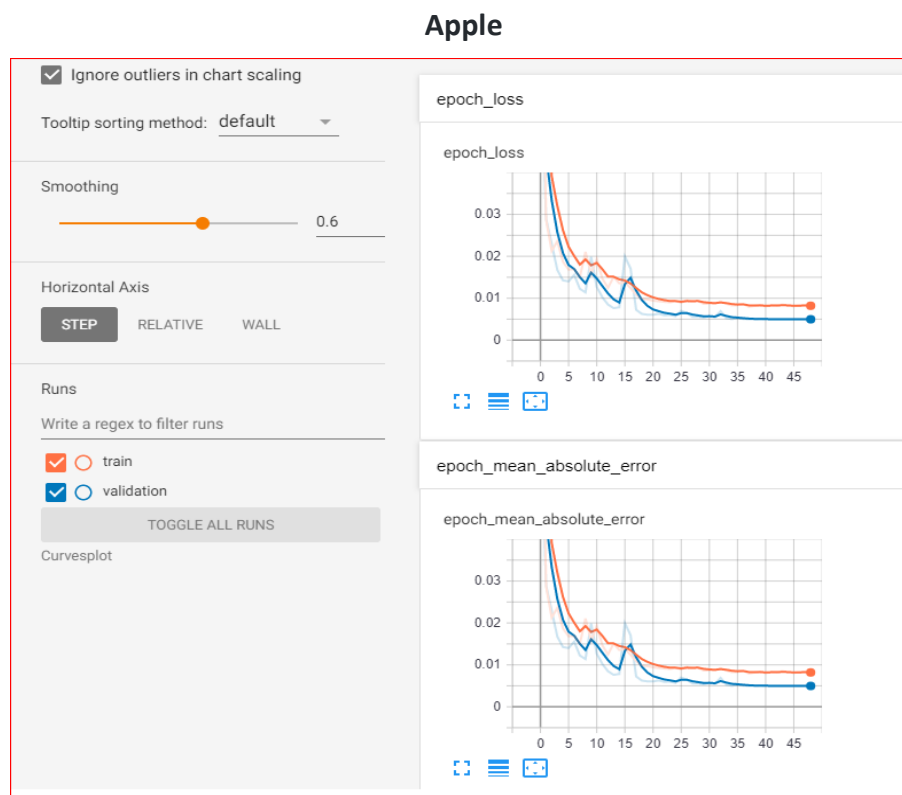 Apple
Ignore outliers in chart scaling
Tooltip sorting method: default
Smoothing
0.6
Horizontal Axis
STEP RELATIVE WALL
Runs
Write a regex to filter runs
train
validation
TOGGLE ALL RUNS
Curvesplot
epoch_loss
epoch_loss
0.03
0.02
0.01
0
0 5 10 15 20 25 30 35 40 45
epoch_mean_absolute_error
epoch_mean_absolute_error
0.03
0.02
0.01
0
0 5 10 15 20 25 30 35 40 45